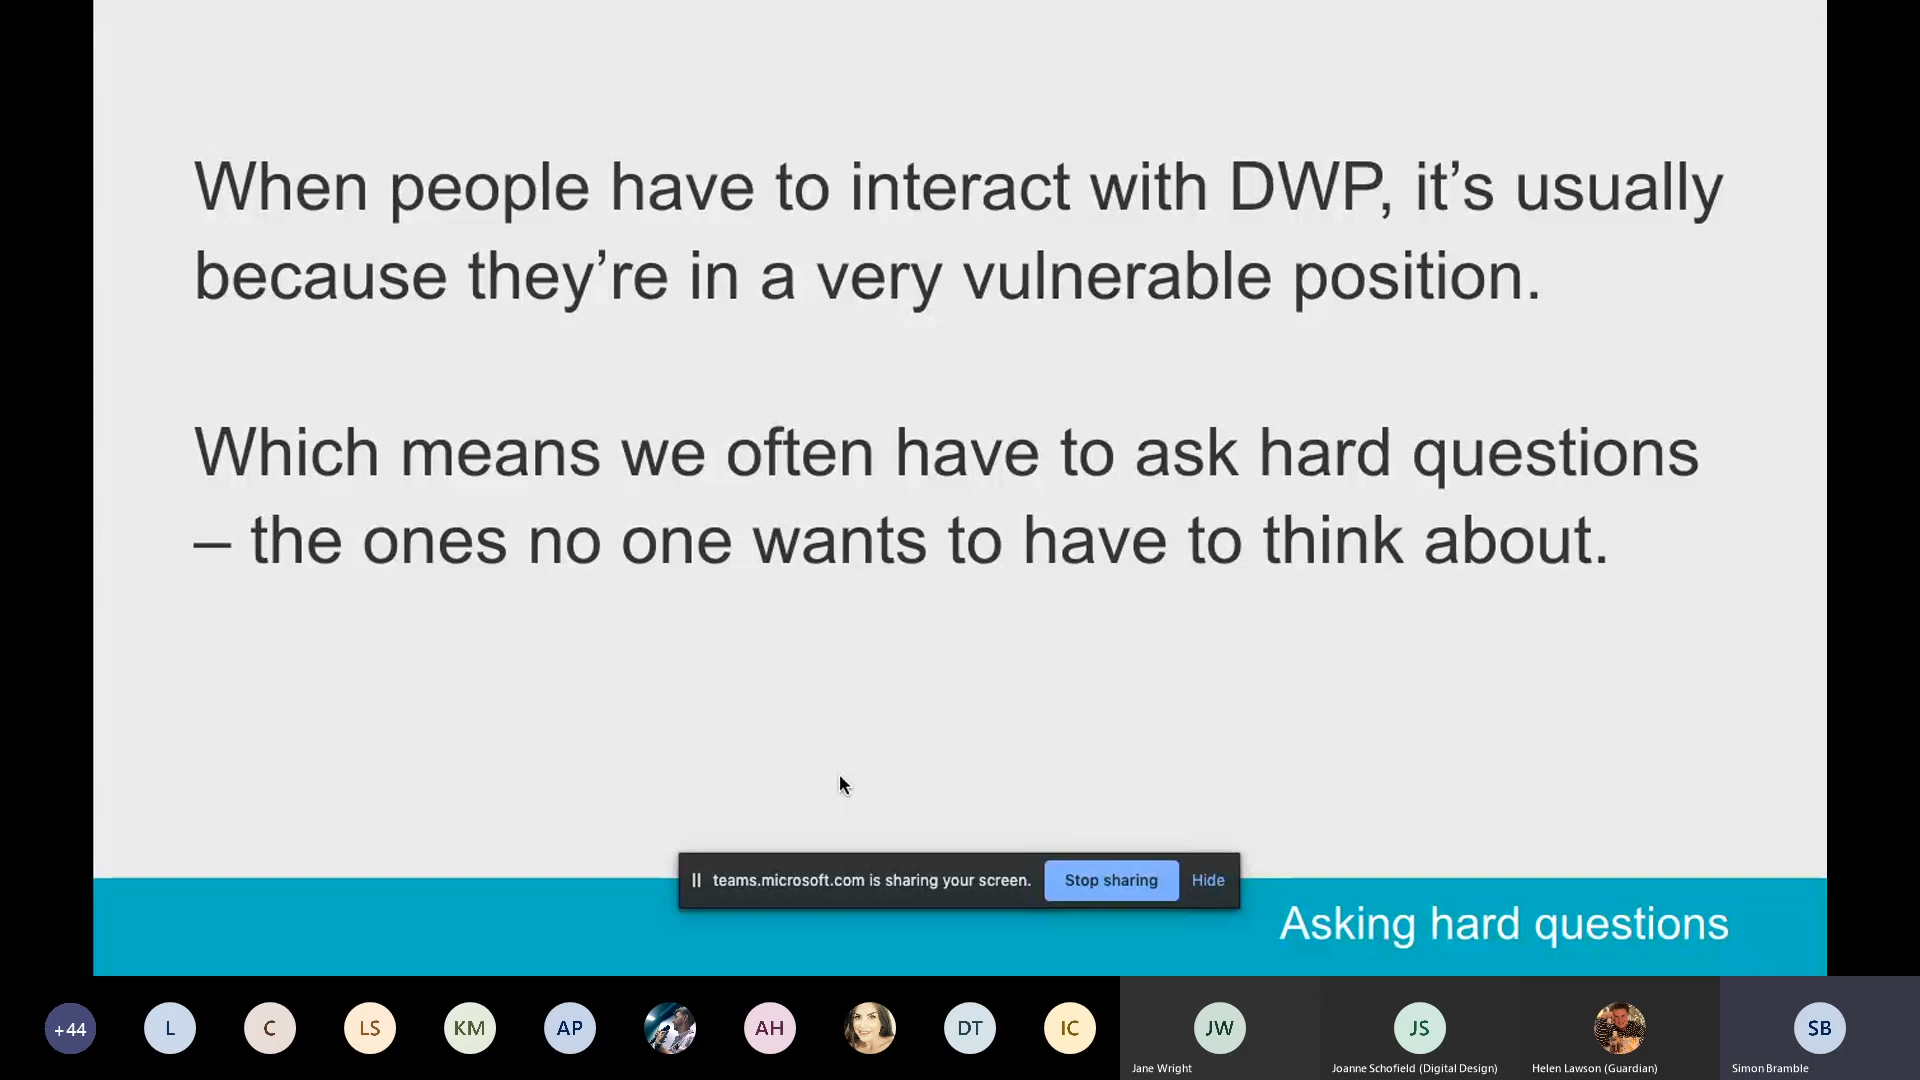 When people have to interact with DWP, it’s usually
because they’re in a very vulnerable position.
Which means we often have to ask hard questions
– the ones no one wants to have to think about.
teams.microsoft.com is sharing your screen. Stop sharing Hide
Asking hard questions
+44 L C LS KM AP AH DT IC JW JS SB
Jane Wright Joanne Schofield (Digital Design) Helen Lawson (Guardian) Simon Bramble